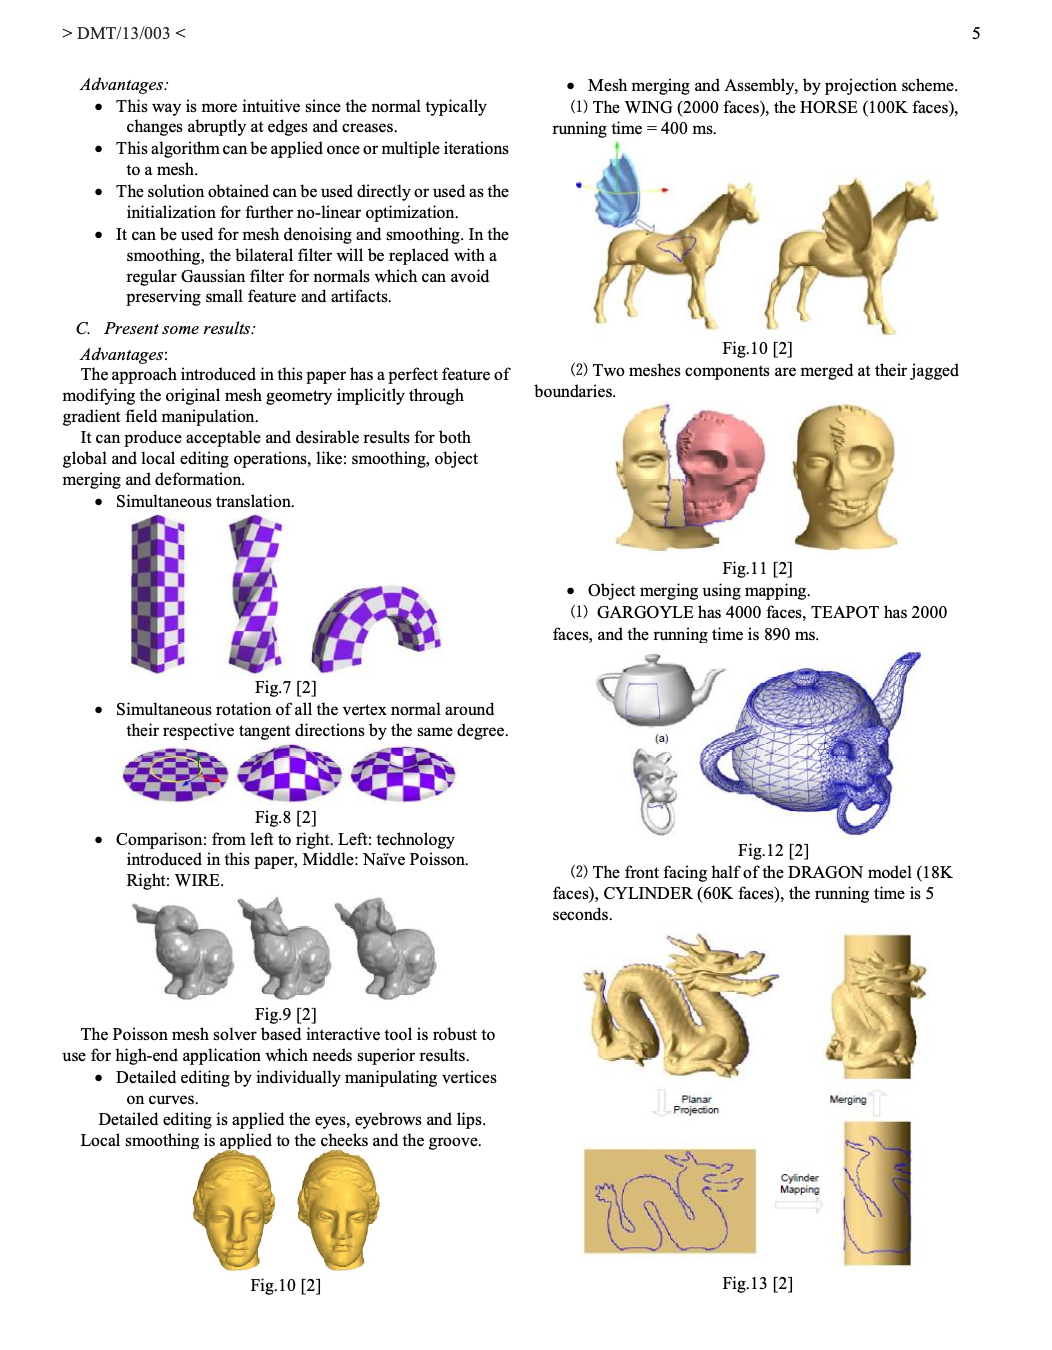 > DMT/13/003 <
5
Advantages:
• This way is more intuitive since the normal typically
changes abruptly at edges and creases.
• This algorithm can be applied once or multiple iterations
to a mesh.
• The solution obtained can be used directly or used as the
initialization for further no-linear optimization.
• It can be used for mesh denoising and smoothing. In the
smoothing, the bilateral filter will be replaced with a
regular Gaussian filter for normals which can avoid
preserving small feature and artifacts.
C. Present some results:
Advantages:
The approach introduced in this paper has a perfect feature of
modifying the original mesh geometry implicitly through
gradient field manipulation.
It can produce acceptable and desirable results for both
global and local editing operations, like: smoothing, object
merging and deformation.
• Simultaneous translation.
Fig.7 [2]
• Simultaneous rotation of all the vertex normal around
their respective tangent directions by the same degree.
Fig.8 [2]
• Comparison: from left to right. Left: technology
introduced in this paper, Middle: Naïve Poisson.
Right: WIRE.
Fig.9 [2]
The Poisson mesh solver based interactive tool is robust to
use for high-end application which needs superior results.
• Detailed editing by individually manipulating vertices
on curves.
Detailed editing is applied the eyes, eyebrows and lips.
Local smoothing is applied to the cheeks and the groove.
Fig.10 [2]
• Mesh merging and Assembly, by projection scheme.
(1) The WING (2000 faces), the HORSE (100K faces),
running time = 400 ms.
Fig.10 [2]
(2) Two meshes components are merged at their jagged
boundaries.
Fig.11 [2]
• Object merging using mapping.
(1) GARGOYLE has 4000 faces, TEAPOT has 2000
faces, and the running time is 890 ms.
(a)
Fig.12 [2]
(2) The front facing half of the DRAGON model (18K
faces), CYLINDER (60K faces), the running time is 5
seconds.
Planar
Projection
Merging
Cylinder
Mapping
Fig.13 [2]